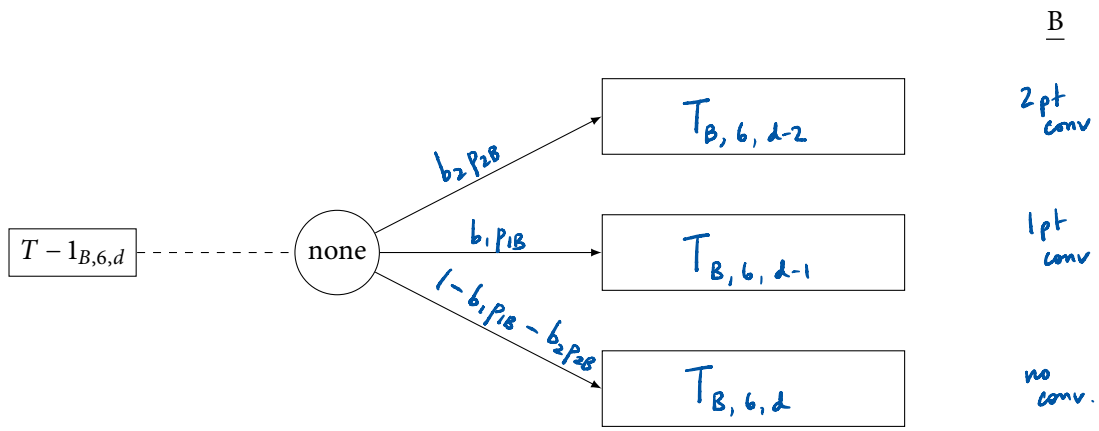 B
b₂p₂B
T_{B, 6, d-2}
2pt
conv
T − 1_{B,6,d}
none
b₁p₁B
T_{B, 6, d-1}
1pt
conv
1-b₁p₁B - b₂p₂B
T_{B, 6, d}
no
conv.